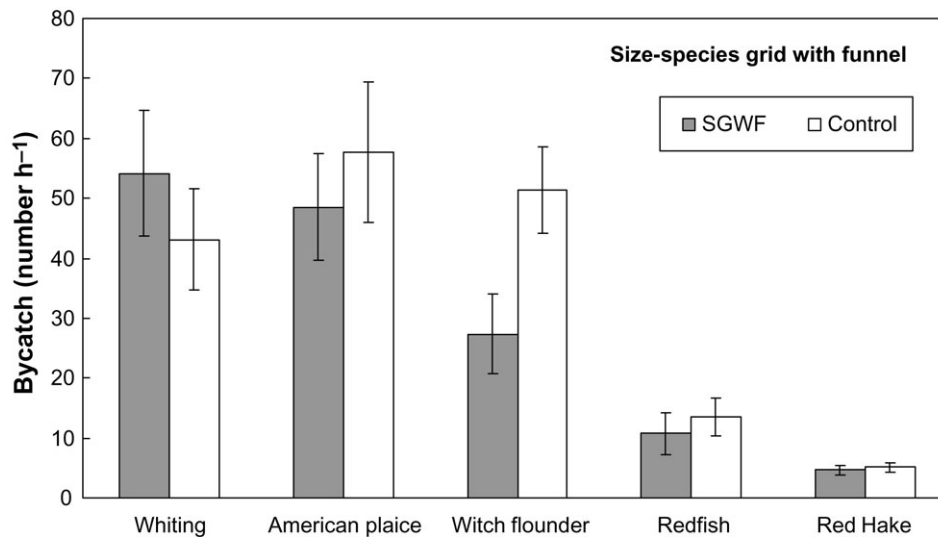 Size-species grid with funnel
SGWF Control
Bycatch (number h⁻¹)
80
70
60
50
40
30
20
10
0
Whiting American plaice Witch flounder Redfish Red Hake